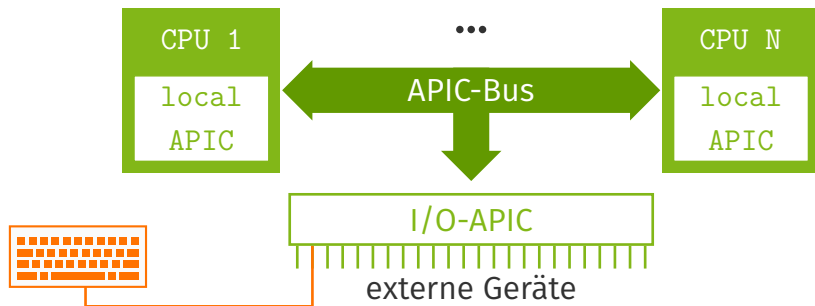 CPU 1
...
CPU N
local
APIC
APIC-Bus
local
APIC
I/O-APIC
externe Geräte